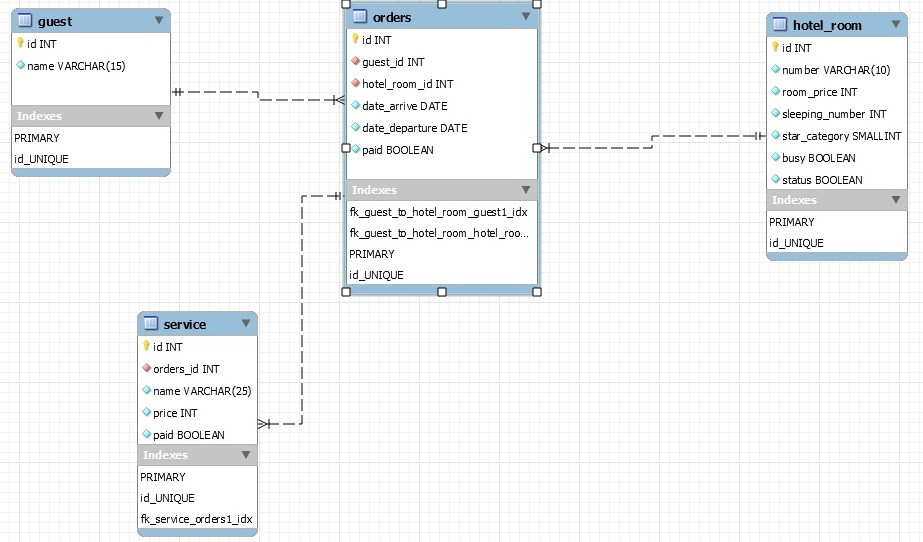 guest
id INT
name VARCHAR(15)
Indexes
PRIMARY
id_UNIQUE
orders
id INT
guest_id INT
hotel_room_id INT
date_arrive DATE
date_departure DATE
paid BOOLEAN
Indexes
fk_guest_to_hotel_room_guest1_idx
fk_guest_to_hotel_room_hotel_roo...
PRIMARY
id_UNIQUE
hotel_room
id INT
number VARCHAR(10)
room_price INT
sleeping_number INT
star_category SMALLINT
busy BOOLEAN
status BOOLEAN
Indexes
PRIMARY
id_UNIQUE
service
id INT
orders_id INT
name VARCHAR(25)
price INT
paid BOOLEAN
Indexes
PRIMARY
id_UNIQUE
fk_service_orders1_idx